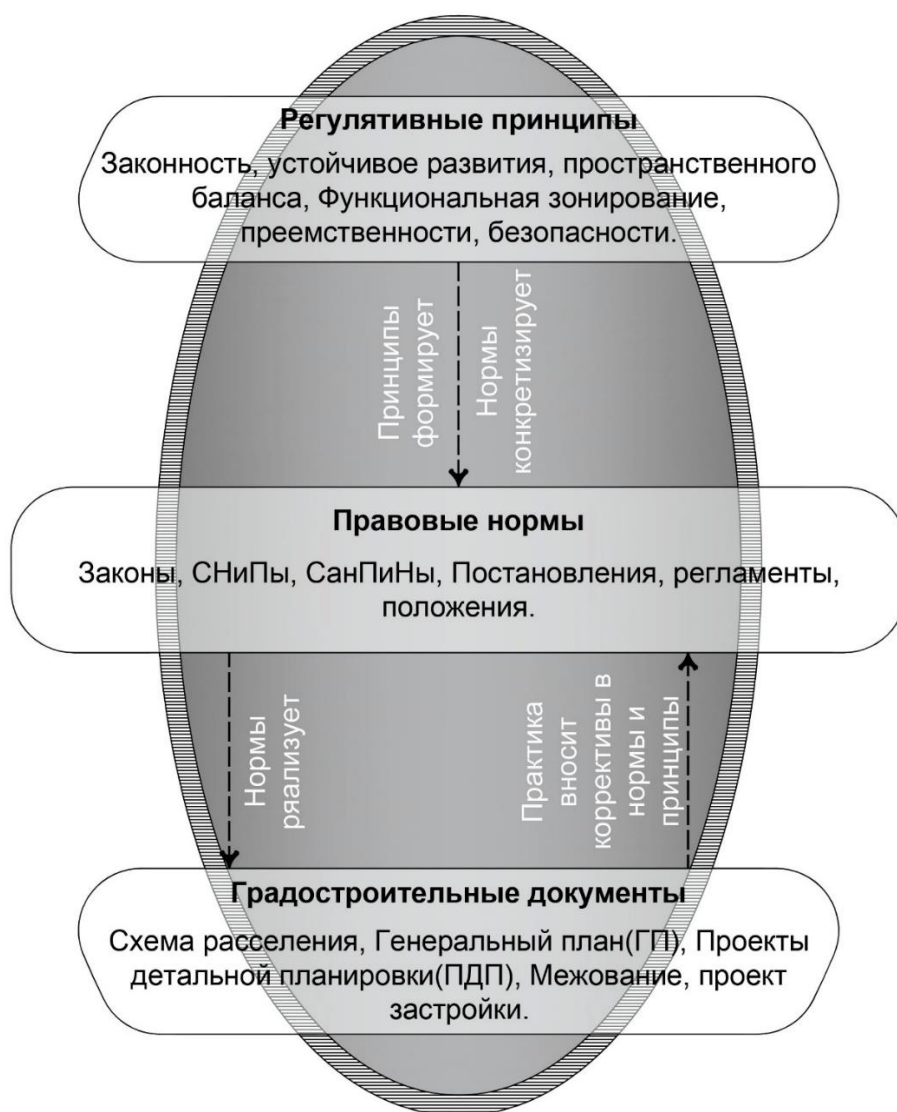 Регулятивные принципы
Законность, устойчивое развития, пространственного
баланса, Функциональная зонирование,
преемственности, безопасности.
Принципы
формирует
Нормы
конкретизирует
Правовые нормы
Законы, СНиПы, СанПиНы, Постановления, регламенты,
положения.
Нормы
ряализует
Практика
вносит
коррективы в
нормы и
принципы
Градостроительные документы
Схема расселения, Генеральный план(ГП), Проекты
детальной планировки(ПДП), Межование, проект
застройки.